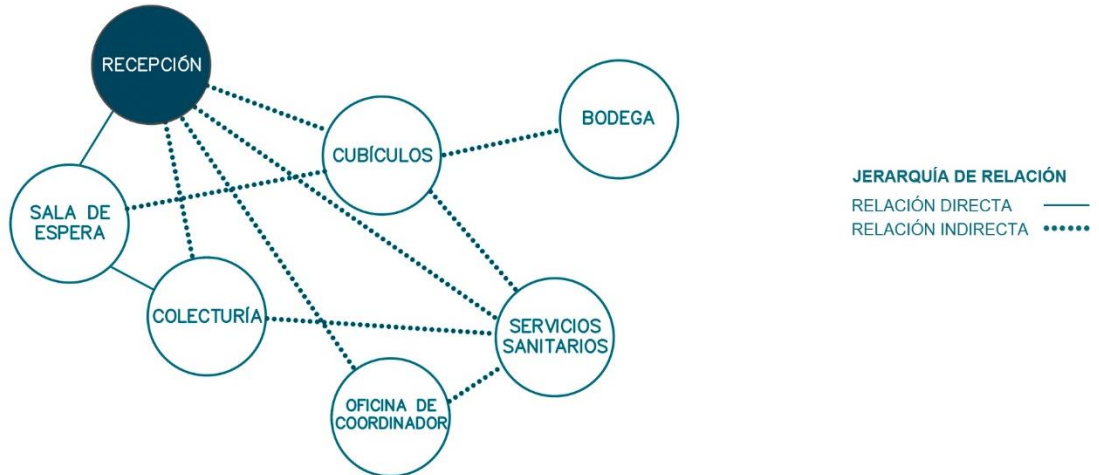 RECEPCIÓN
BODEGA
CUBÍCULOS
JERARQUÍA DE RELACIÓN
RELACIÓN DIRECTA
RELACIÓN INDIRECTA
SALA DE
ESPERA
COLECTURÍA
SERVICIOS
SANITARIOS
OFICINA DE
COORDINADOR